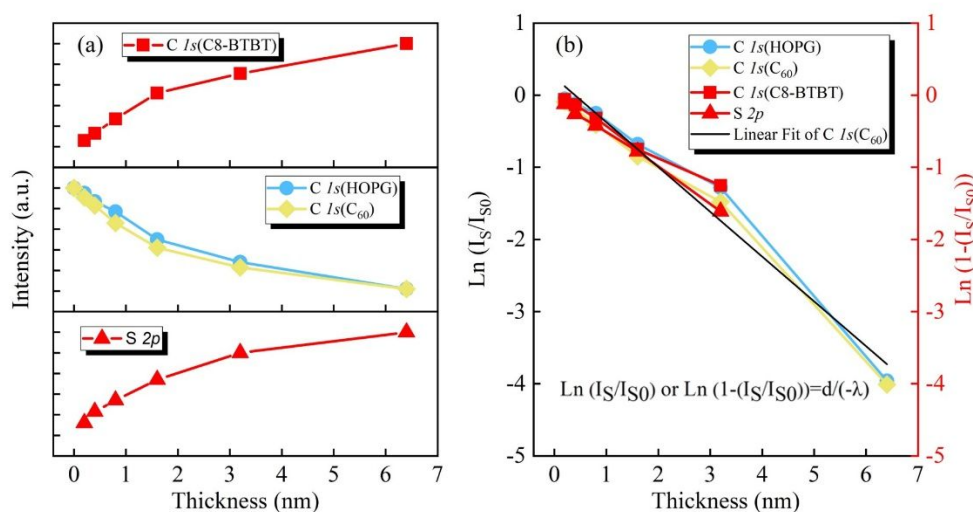 (a)
C 1s(C8-BTBT)
C 1s(HOPG)
C 1s(C60)
S 2p
Intensity (a.u.)
0 1 2 3 4 5 6 7
Thickness (nm)
(b)
C 1s(HOPG)
C 1s(C60)
C 1s(C8-BTBT)
S 2p
Linear Fit of C 1s(C60)
1
0
-1
-2
-3
-4
-5
Ln (IS/IS0)
1
0
-1
-2
-3
-4
-5
Ln (1-(IS/IS0))
Ln (IS/IS0) or Ln (1-(IS/IS0))=d/(-λ)
0 1 2 3 4 5 6 7
Thickness (nm)